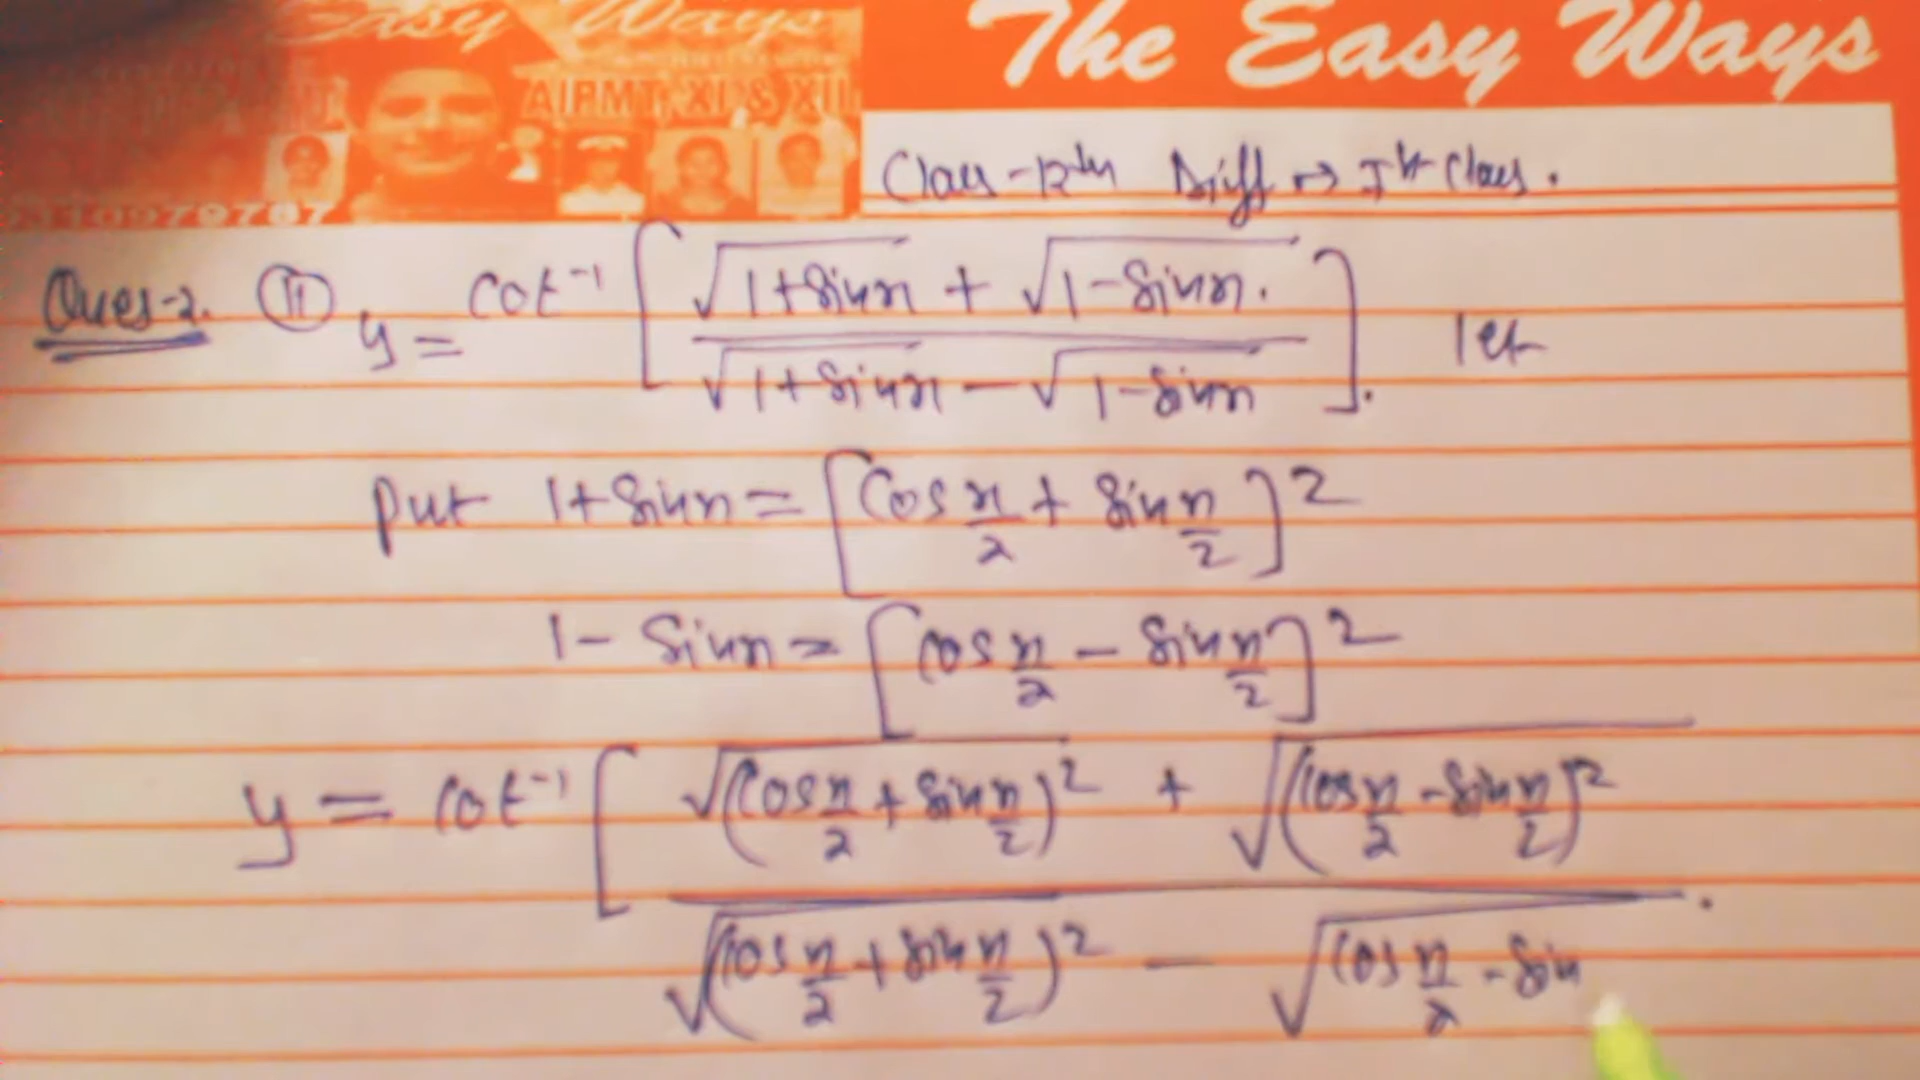 Easy Ways
The Easy Ways
AIPMT, XI & XII
Class-12th Diff → Ist Class.
Ques-2. (II) y = cot⁻¹ [ (√1+sinx + √1-sinx) / (√1+sinx - √1-sinx) ]. let
put 1+sinx = [cos x/2 + sin x/2]²
1- sinx = [cos x/2 - sin x/2]²
y = cot⁻¹ [ √(cos x/2 + sin x/2)² + √(cos x/2 - sin x/2)²
√(cos x/2 + sin x/2)² - √cos x/2 - sin